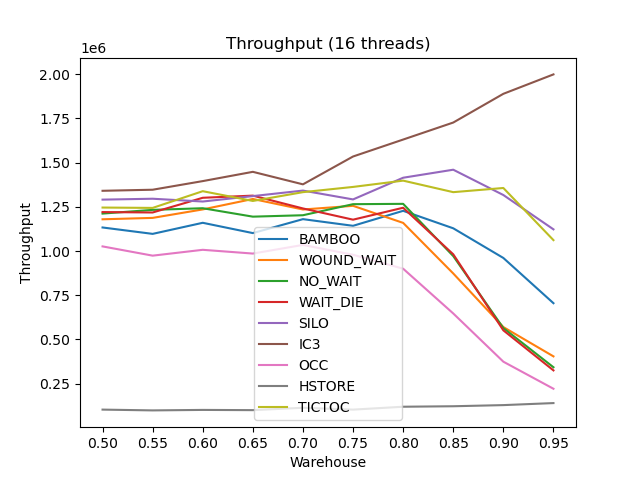 Throughput (16 threads)
1e6
2.00
1.75
1.50
1.25
1.00
0.75
0.50
0.25
Throughput
BAMBOO
WOUND_WAIT
NO_WAIT
WAIT_DIE
SILO
IC3
OCC
HSTORE
TICTOC
0.50 0.55 0.60 0.65 0.70 0.75 0.80 0.85 0.90 0.95
Warehouse